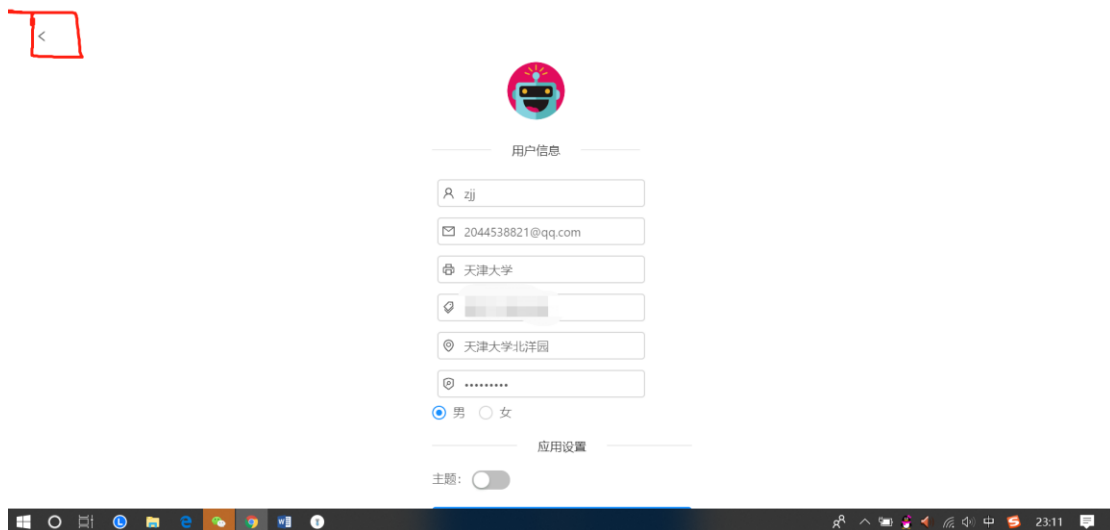 <
用户信息
zjj
2044538821@qq.com
天津大学
天津大学北洋园
•••••••••
男 女
应用设置
主题：
中 23:11